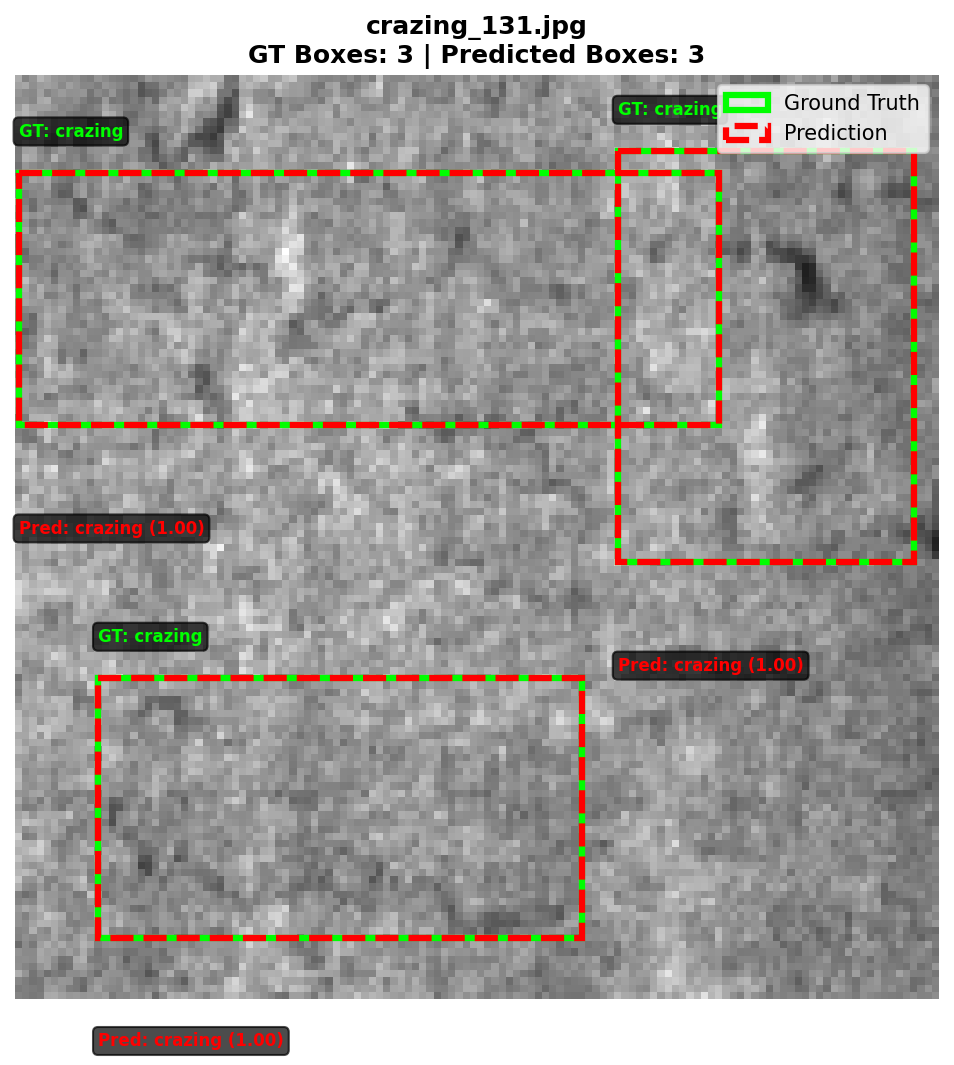 crazing_131.jpg
GT Boxes: 3 | Predicted Boxes: 3
GT: crazing
Ground Truth
GT: crazing
Prediction
Pred: crazing (1.00)
GT: crazing
Pred: crazing (1.00)
Pred: crazing (1.00)